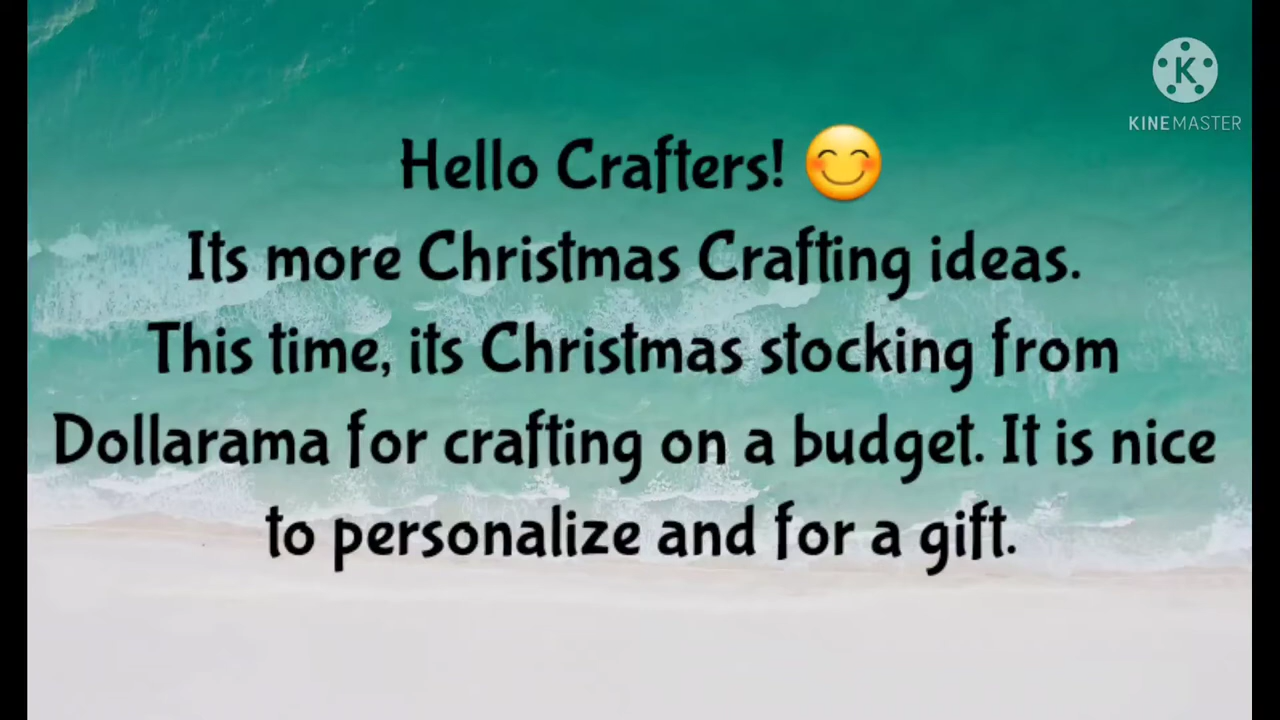 K
KINEMASTER
Hello Crafters! 😊
Its more Christmas Crafting ideas.
This time, its Christmas stocking from
Dollarama for crafting on a budget. It is nice
to personalize and for a gift.